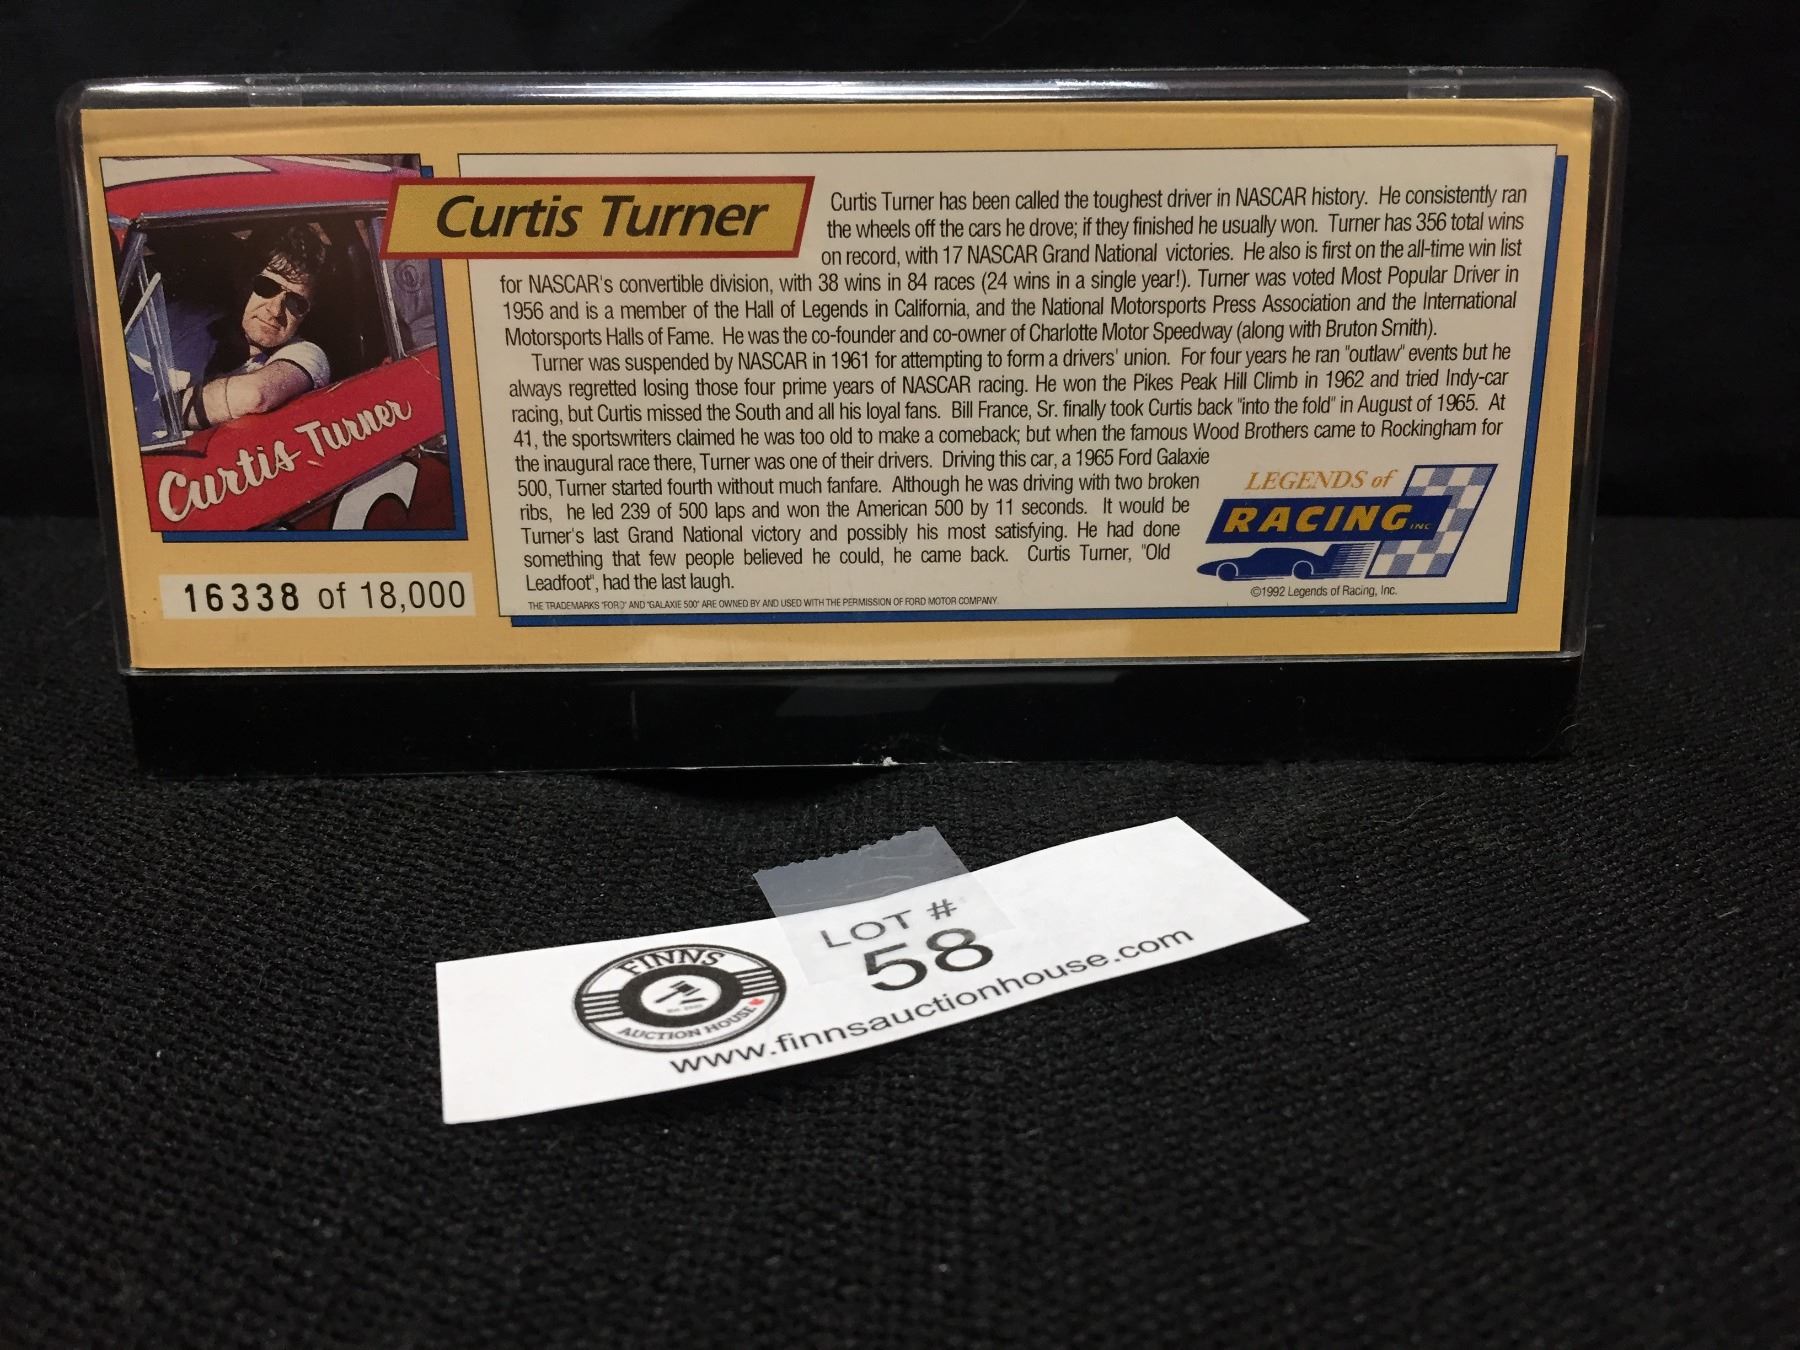 Curtis Turner
Curtis Turner has been called the toughest driver in NASCAR history. He consistently ran
the wheels off the cars he drove; if they finished he usually won. Turner has 356 total wins
on record, with 17 NASCAR Grand National victories. He also is first on the all-time win list
for NASCAR's convertible division, with 38 wins in 84 races (24 wins in a single year!). Turner was voted Most Popular Driver in
1956 and is a member of the Hall of Legends in California, and the National Motorsports Press Association and the International
Motorsports Halls of Fame. He was the co-founder and co-owner of Charlotte Motor Speedway (along with Bruton Smith).
Turner was suspended by NASCAR in 1961 for attempting to form a drivers' union. For four years he ran "outlaw" events but he
always regretted losing those four prime years of NASCAR racing. He won the Pikes Peak Hill Climb in 1962 and tried Indy-car
racing, but Curtis missed the South and all his loyal fans. Bill France, Sr. finally took Curtis back "into the fold" in August of 1965. At
41, the sportswriters claimed he was too old to make a comeback; but when the famous Wood Brothers came to Rockingham for
the inaugural race there, Turner was one of their drivers. Driving this car, a 1965 Ford Galaxie
500, Turner started fourth without much fanfare. Although he was driving with two broken
ribs, he led 239 of 500 laps and won the American 500 by 11 seconds. It would be
Turner's last Grand National victory and possibly his most satisfying. He had done
something that few people believed he could, he came back. Curtis Turner, "Old
Leadfoot", had the last laugh.
THE TRADEMARKS "FORD" AND "GALAXIE 500" ARE OWNED BY AND USED WITH THE PERMISSION OF FORD MOTOR COMPANY.
LEGENDS of
RACING INC.
©1992 Legends of Racing, Inc.
Curtis Turner
16338 of 18,000
LOT #
58
FINNS
AUCTION HOUSE
www.finnsauctionhouse.com